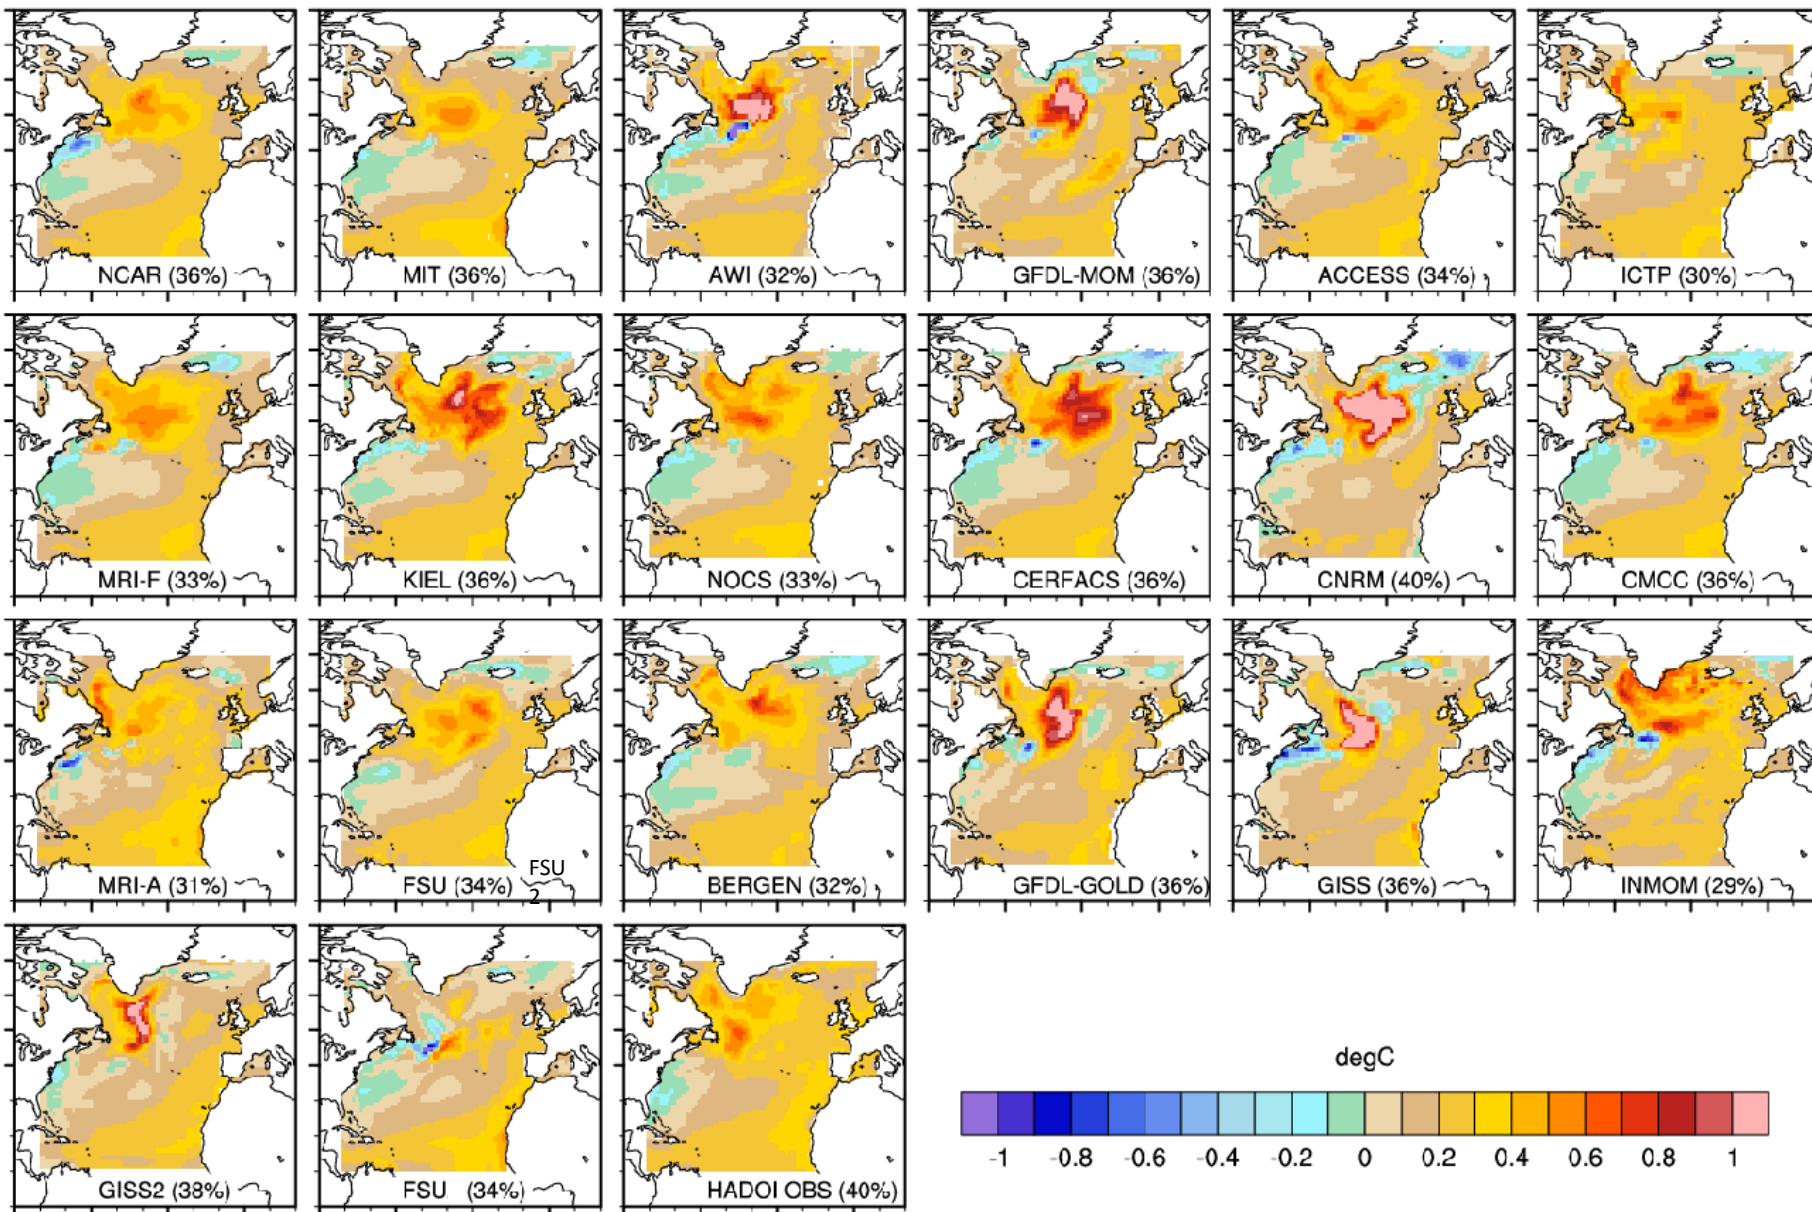 NCAR (36%)
MIT (36%)
AWI (32%)
GFDL-MOM (36%)
ACCESS (34%)
ICTP (30%)
MRI-F (33%)
KIEL (36%)
NOCS (33%)
CERFACS (36%)
CNRM (40%)
CMCC (36%)
MRI-A (31%)
FSU (34%)
FSU
2
BERGEN (32%)
GFDL-GOLD (36%)
GISS (36%)
INMOM (29%)
GISS2 (38%)
FSU (34%)
HADOI OBS (40%)
degC
-1 -0.8 -0.6 -0.4 -0.2 0 0.2 0.4 0.6 0.8 1